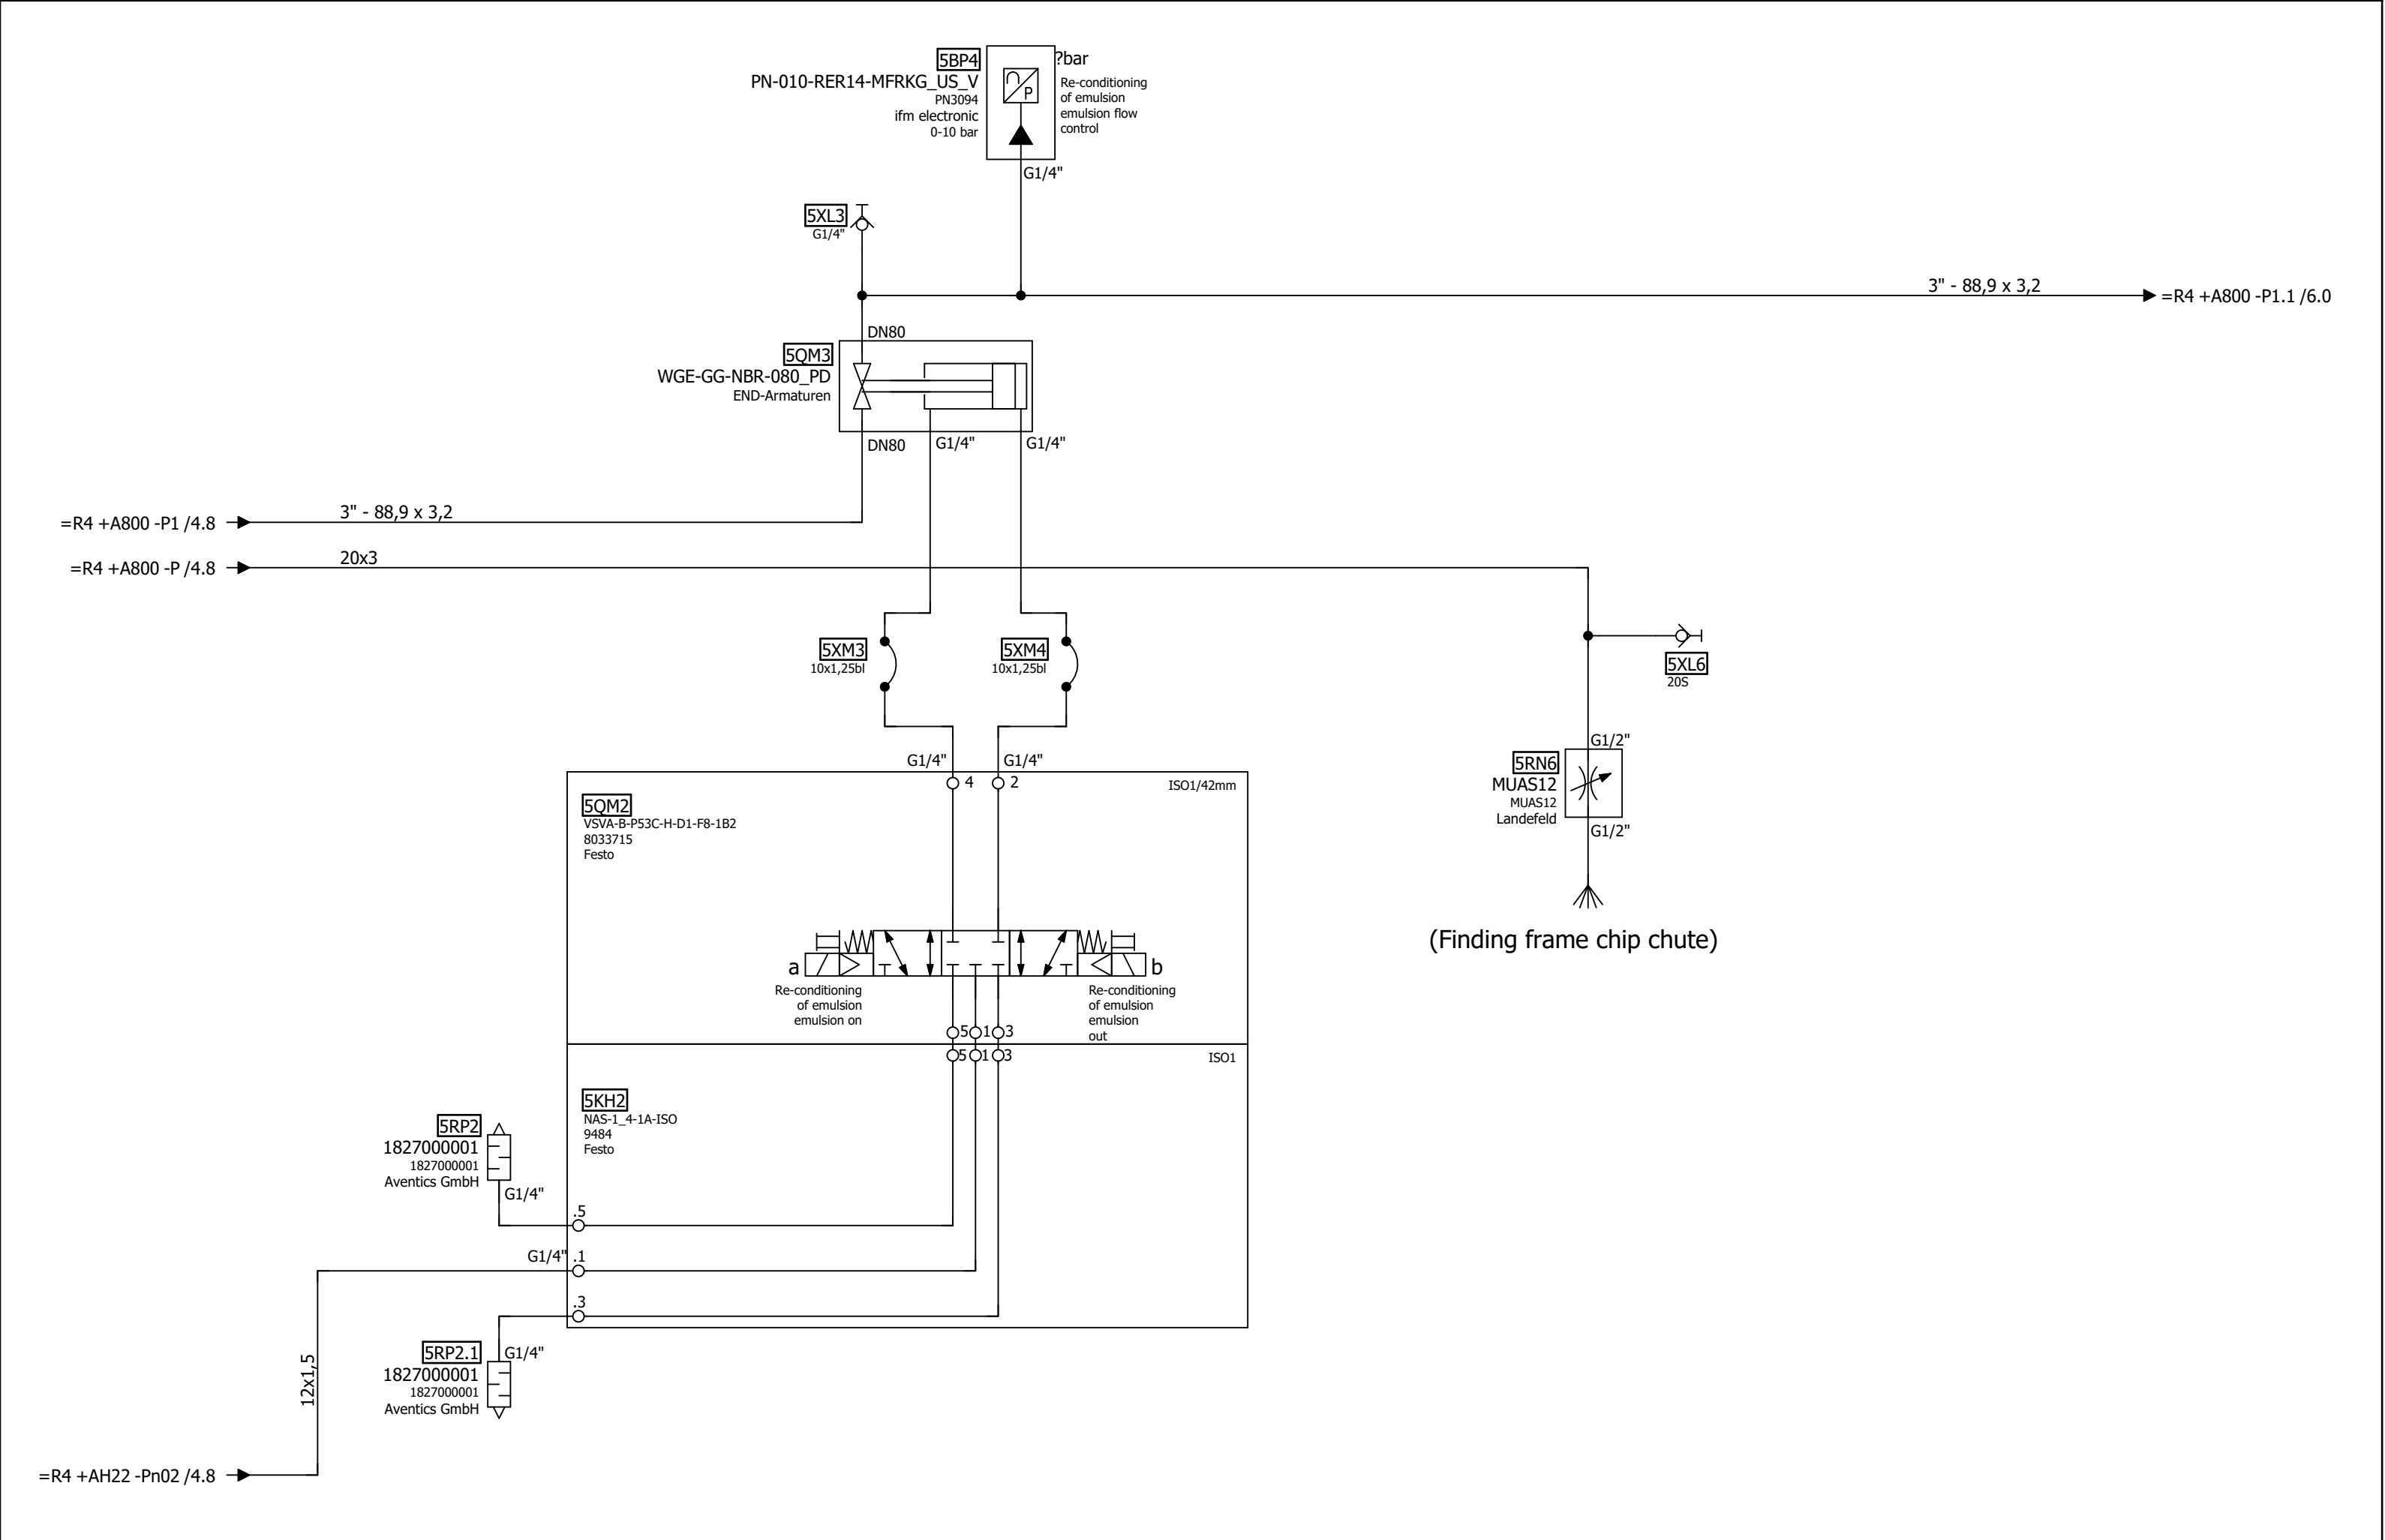 5BP4
PN-010-RER14-MFRKG_US_V
PN3094
ifm electronic
0-10 bar
?bar
Re-conditioning
of emulsion
emulsion flow
control
P
G1/4"
5XL3
G1/4"
3" - 88,9 x 3,2
=R4 +A800 -P1.1 /6.0
DN80
5QM3
WGE-GG-NBR-080_PD
END-Armaturen
DN80
G1/4"
G1/4"
=R4 +A800 -P1 /4.8
3" - 88,9 x 3,2
=R4 +A800 -P /4.8
20x3
5XM3
10x1,25bl
5XM4
10x1,25bl
5XL6
20S
G1/2"
5RN6
MUAS12
MUAS12
Landefeld
G1/2"
(Finding frame chip chute)
G1/4"
G1/4"
4
2
ISO1/42mm
5QM2
VSVA-B-P53C-H-D1-F8-1B2
8033715
Festo
a
b
Re-conditioning
of emulsion
emulsion on
Re-conditioning
of emulsion
emulsion
out
5
1
3
5
1
3
ISO1
5KH2
NAS-1_4-1A-ISO
9484
Festo
5RP2
1827000001
1827000001
Aventics GmbH
G1/4"
.5
G1/4"
.1
.3
5RP2.1
1827000001
1827000001
Aventics GmbH
G1/4"
12x1,5
=R4 +AH22 -Pn02 /4.8